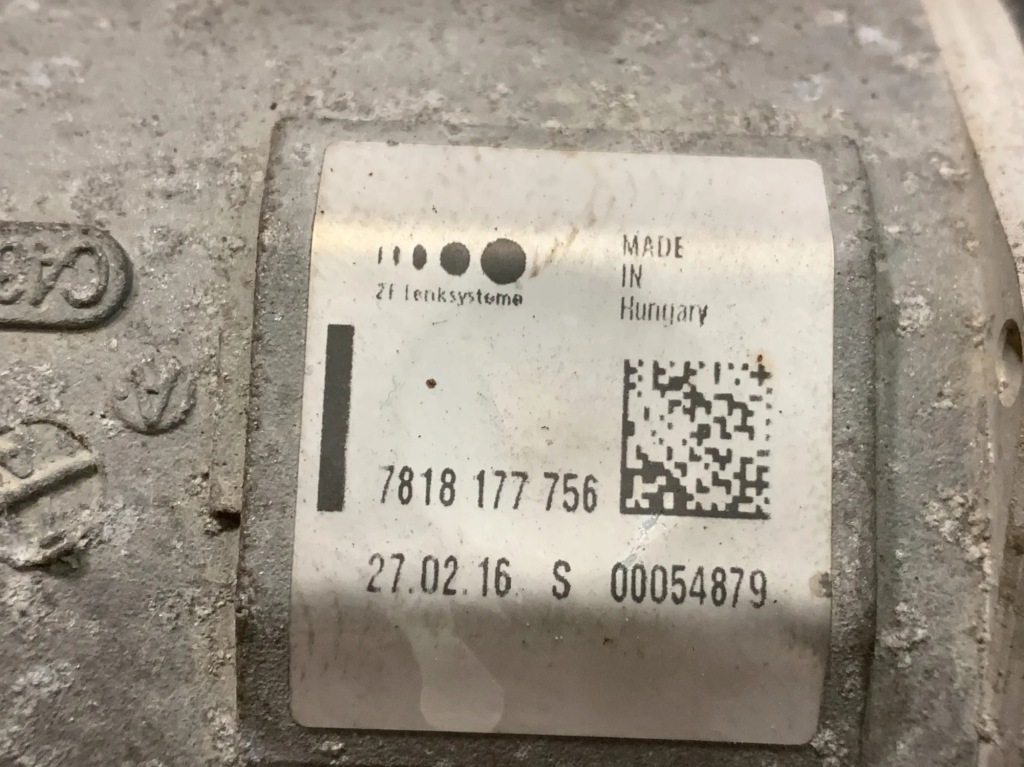 ZF Lenksysteme
MADE
IN
Hungary
7818 177 756
27.02.16 S 00054879